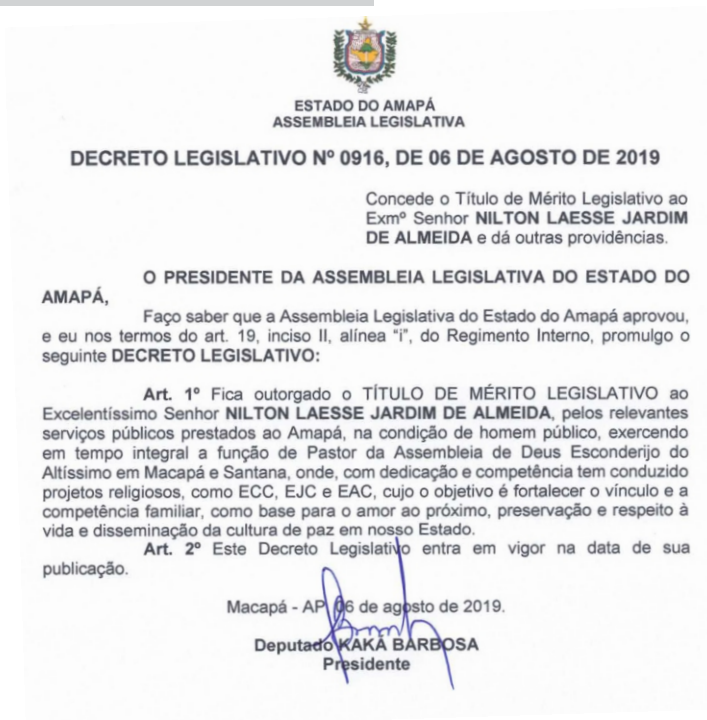 ESTADO DO AMAPÁ
ASSEMBLEIA LEGISLATIVA
DECRETO LEGISLATIVO Nº 0916, DE 06 DE AGOSTO DE 2019
Concede o Título de Mérito Legislativo ao
Exmº Senhor NILTON LAESSE JARDIM
DE ALMEIDA e dá outras providências.
O PRESIDENTE DA ASSEMBLEIA LEGISLATIVA DO ESTADO DO
AMAPÁ,
Faço saber que a Assembleia Legislativa do Estado do Amapá aprovou,
e eu nos termos do art. 19, inciso II, alínea “i”, do Regimento Interno, promulgo o
seguinte DECRETO LEGISLATIVO:
Art. 1º Fica outorgado o TÍTULO DE MÉRITO LEGISLATIVO ao
Excelentíssimo Senhor NILTON LAESSE JARDIM DE ALMEIDA, pelos relevantes
serviços públicos prestados ao Amapá, na condição de homem público, exercendo
em tempo integral a função de Pastor da Assembleia de Deus Esconderijo do
Altíssimo em Macapá e Santana, onde, com dedicação e competência tem conduzido
projetos religiosos, como ECC, EJC e EAC, cujo o objetivo é fortalecer o vínculo e a
competência familiar, como base para o amor ao próximo, preservação e respeito à
vida e disseminação da cultura de paz em nosso Estado.
Art. 2º Este Decreto Legislativo entra em vigor na data de sua
publicação.
Macapá - AP, 06 de agosto de 2019.
Deputado KAKÁ BARBOSA
Presidente